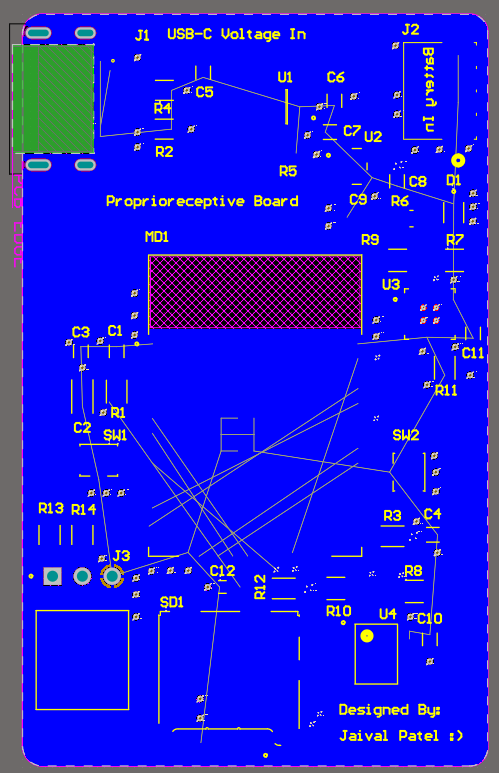 J1
USB-C Voltage In
J2
Battery In
U1
C6
C5
R4
C7
U2
R2
R5
D1
C8
C9
R6
Proprioreceptive Board
MD1
R9
R7
U3
C3
C1
C11
R11
R1
C2
SW1
SW2
R13
R14
R3
C4
J3
C12
R12
R8
SD1
R10
U4
C10
Designed By:
Jaival Patel :)